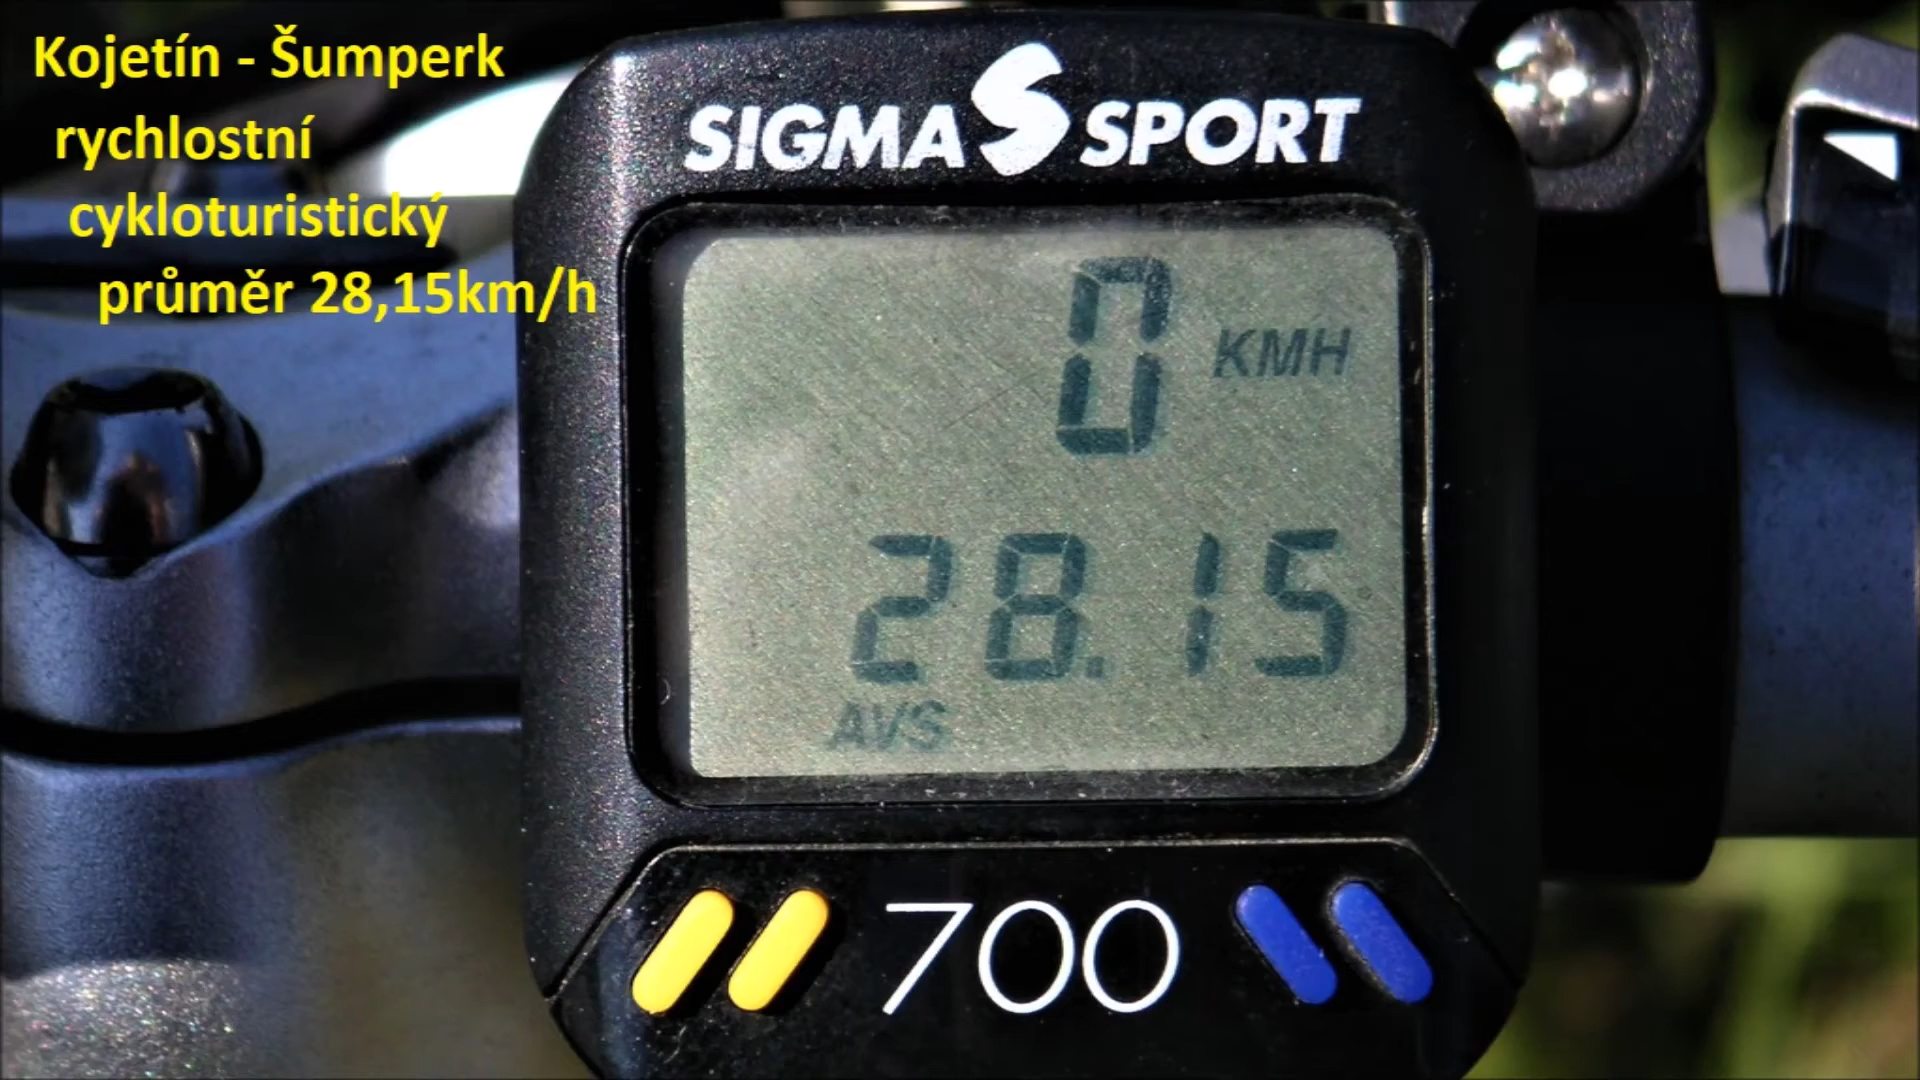 Kojetín - Šumperk
rychlostní
cykloturistický
průměr 28,15km/h
SIGMA SPORT
0 KMH
28.15
AVS
700